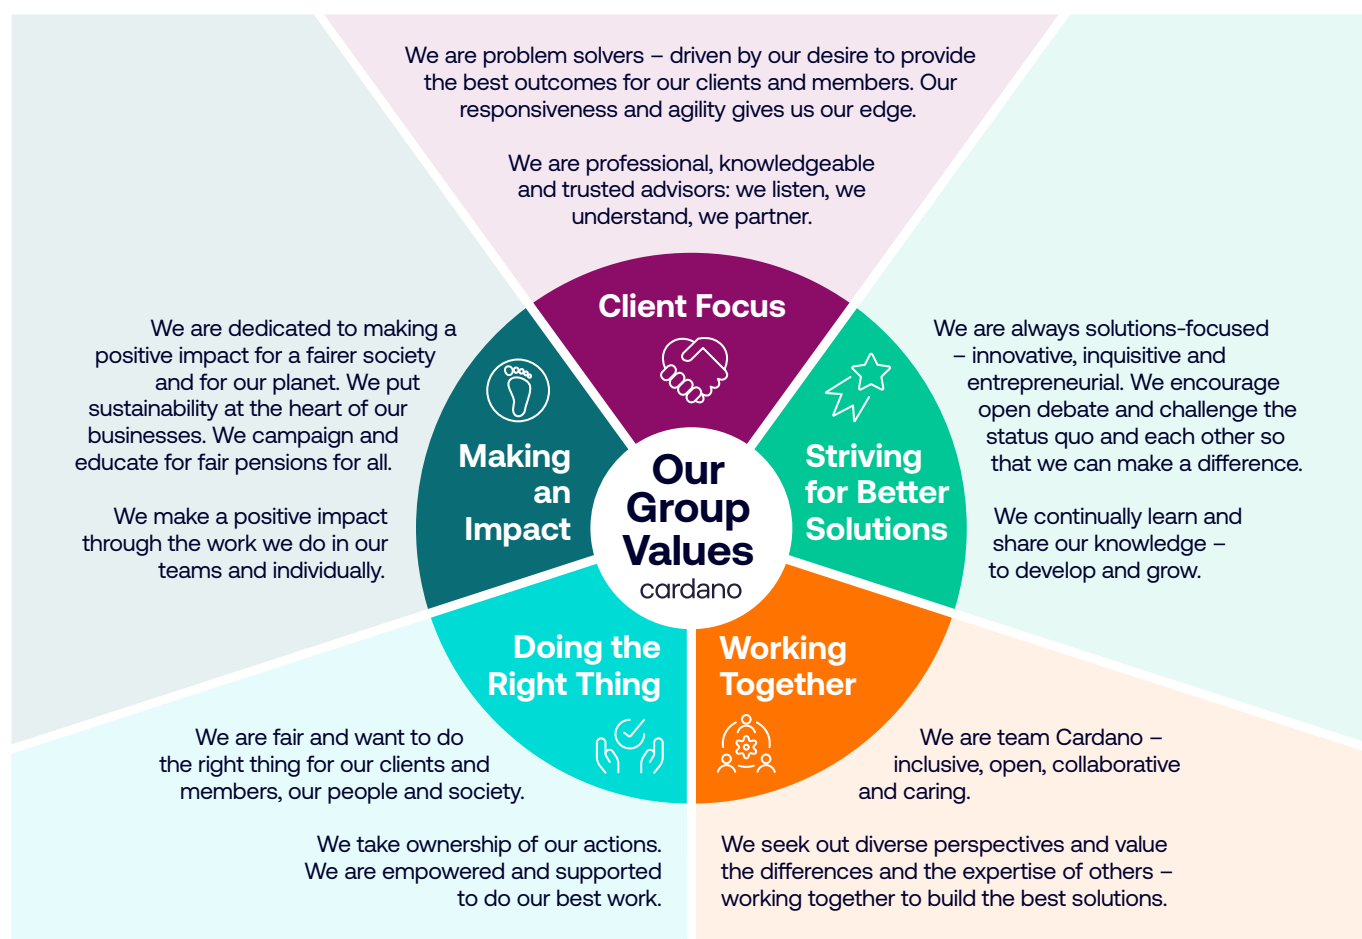 We are problem solvers – driven by our desire to provide
the best outcomes for our clients and members. Our
responsiveness and agility gives us our edge.
We are professional, knowledgeable
and trusted advisors: we listen, we
understand, we partner.
Client Focus
We are dedicated to making a
positive impact for a fairer society
and for our planet. We put
sustainability at the heart of our
businesses. We campaign and
educate for fair pensions for all.
We make a positive impact
through the work we do in our
teams and individually.
Making
an
Impact
Our
Group
Values
cardano
Striving
for Better
Solutions
We are always solutions-focused
– innovative, inquisitive and
entrepreneurial. We encourage
open debate and challenge the
status quo and each other so
that we can make a difference.
We continually learn and
share our knowledge –
to develop and grow.
Doing the
Right Thing
We are fair and want to do
the right thing for our clients and
members, our people and society.
We take ownership of our actions.
We are empowered and supported
to do our best work.
Working
Together
We are team Cardano –
inclusive, open, collaborative
and caring.
We seek out diverse perspectives and value
the differences and the expertise of others –
working together to build the best solutions.